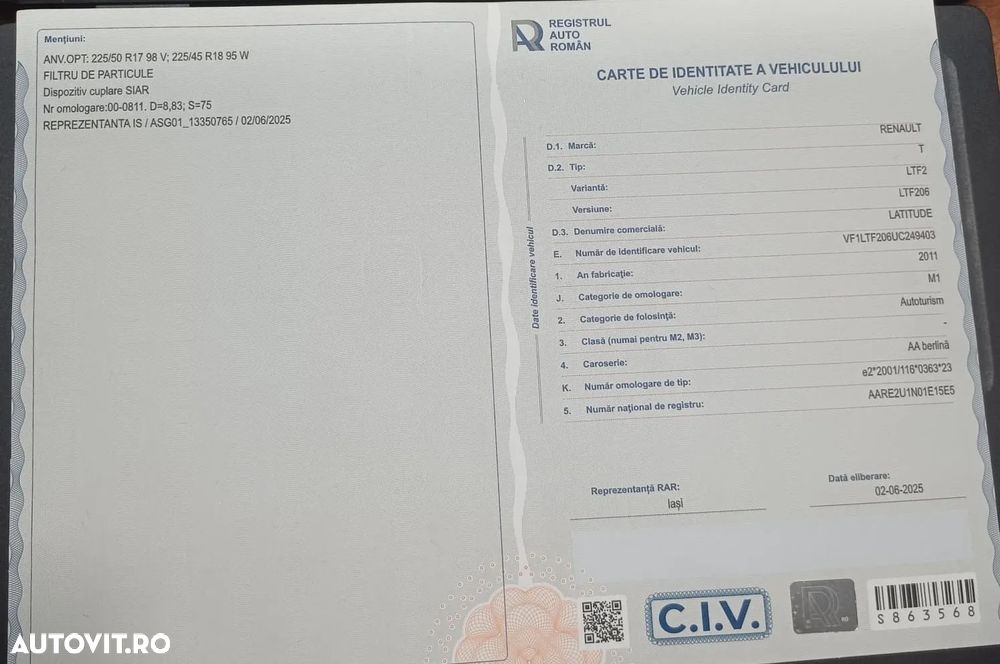 Mențiuni:
ANV.OPT: 225/50 R17 98 V; 225/45 R18 95 W
FILTRU DE PARTICULE
Dispozitiv cuplare SIAR
Nr omologare:00-0811. D=8,83; S=75
REPREZENTANTA IS / ASG01_13350765 / 02/06/2025
REGISTRUL
AUTO
ROMÂN
CARTE DE IDENTITATE A VEHICULULUI
Vehicle Identity Card
Date identificare vehicul
D.1. Marcă: RENAULT
D.2. Tip: T
Variantă: LTF2
Versiune: LTF206
D.3. Denumire comercială: LATITUDE
E. Număr de identificare vehicul: VF1LTF206UC249403
1. An fabricație: 2011
J. Categorie de omologare: M1
2. Categorie de folosință: Autoturism
3. Clasă (numai pentru M2, M3): -
4. Caroserie: AA berlină
K. Număr omologare de tip: e2*2001/116*0363*23
5. Număr național de registru: AARE2U1N01E15E5
Reprezentanță RAR: Iași
Dată eliberare: 02-06-2025
C.I.V.
S863568
AUTOVIT.RO